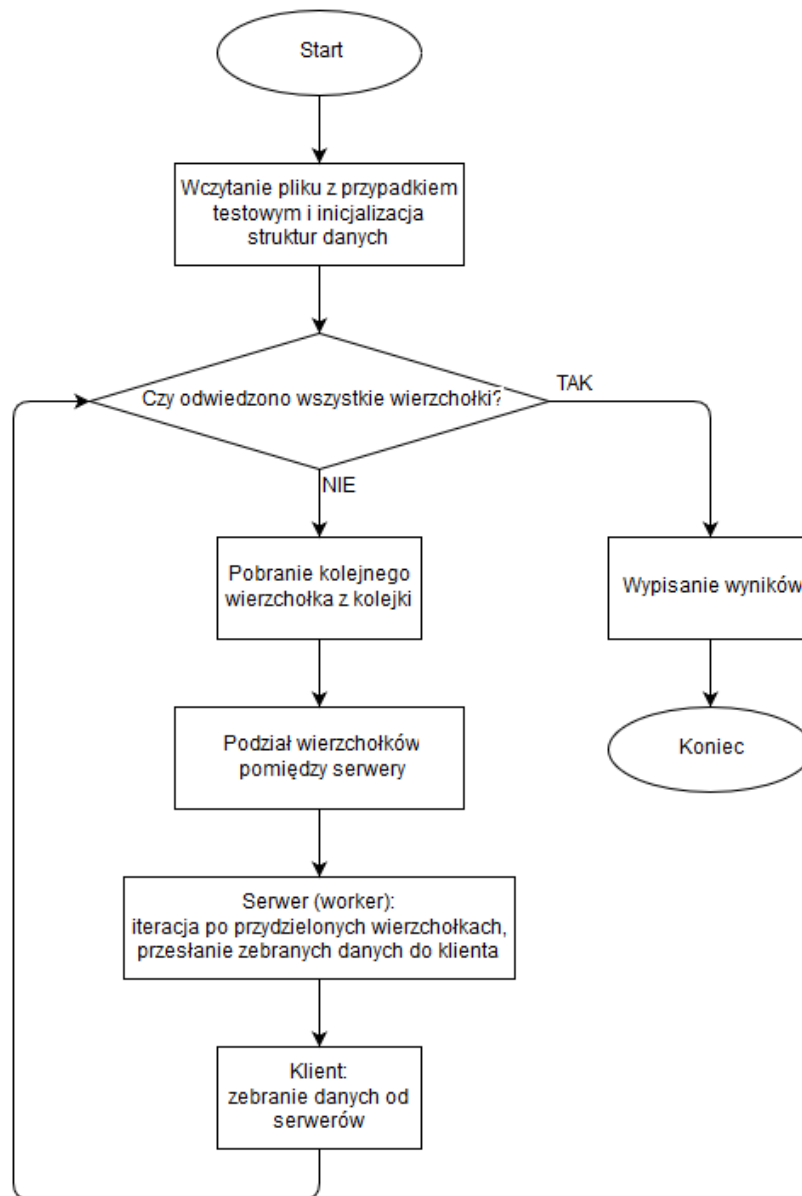 Start
Wczytanie pliku z przypadkiem
testowym i inicjalizacja
struktur danych
Czy odwiedzono wszystkie wierzchołki?
TAK
NIE
Pobranie kolejnego
wierzchołka z kolejki
Wypisanie wyników
Podział wierzchołków
pomiędzy serwery
Koniec
Serwer (worker):
iteracja po przydzielonych wierzchołkach,
przesłanie zebranych danych do klienta
Klient:
zebranie danych od
serwerów